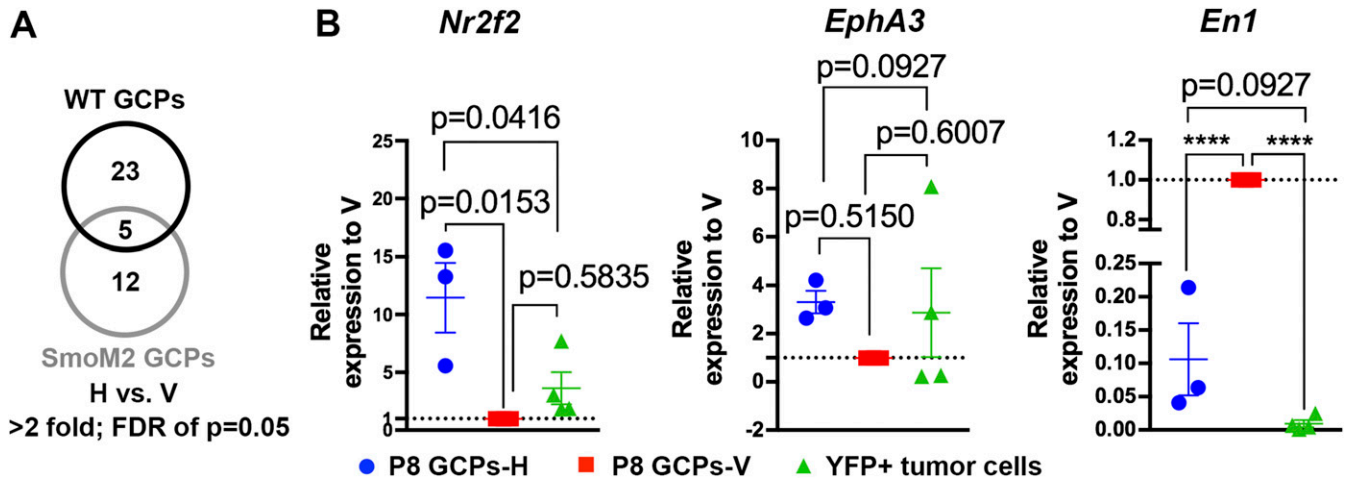 A
WT GCPs
23
5
12
SmoM2 GCPs
H vs. V
>2 fold; FDR of p=0.05
B
Nr2f2
Relative
expression to V
25
20
15
10
5
1
0
p=0.0416
p=0.0153
p=0.5835
EphA3
Relative
expression to V
10
8
6
4
2
0
-2
p=0.0927
p=0.6007
p=0.5150
En1
Relative
expression to V
1.2
1.0
0.8
0.25
0.20
0.15
0.10
0.05
0.00
p=0.0927
**** ****
P8 GCPs-H P8 GCPs-V YFP+ tumor cells